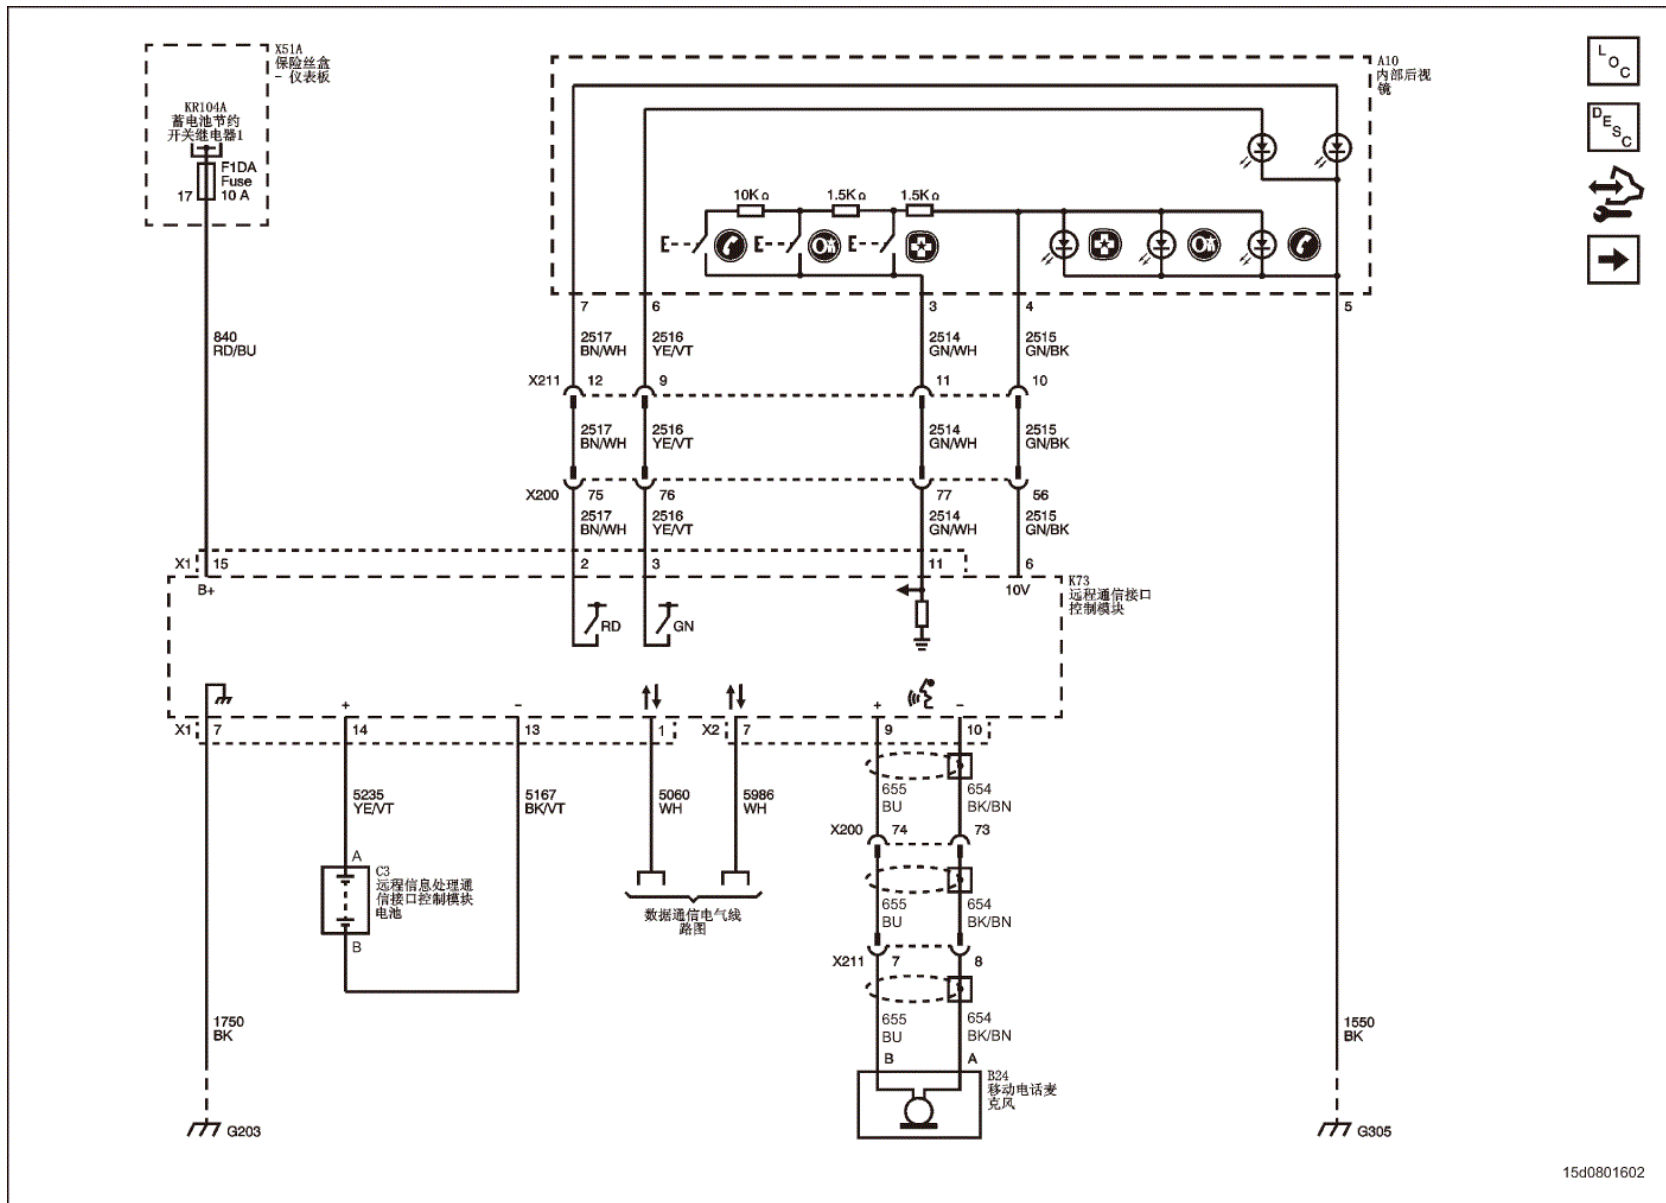 X51A
保险丝盒
- 仪表板
KR104A
蓄电池节约
开关继电器1
F1DA
Fuse
17 10 A
A10
内部后视
镜
L O C
D E S C
10K Ω 1.5K Ω 1.5K Ω
E E E
7 6 3 4 5
840
RD/BU
2517 2516 2514 2515
BN/WH YE/VT GN/WH GN/BK
X211 12 9 11 10
2517 2516 2514 2515
BN/WH YE/VT GN/WH GN/BK
X200 75 76 77 56
2517 2516 2514 2515
BN/WH YE/VT GN/WH GN/BK
X1 15 2 3 11 6
B+ 10V
K73
远程通信接口
控制模块
RD GN
+ - + -
X1 7 14 13 1 X2 7 9 10
5235 5167 5060 5986 655 654
YE/VT BK/VT WH WH BU BK/BN
X200 74 73
A
C3
远程信息处理通
信接口控制模块
电池
B
数据通信电气线
路图
655 654
BU BK/BN
X211 7 8
1750
BK
655 654
BU BK/BN
1550
BK
B A
B24
移动电话麦
克风
G203
G305
15d0801602